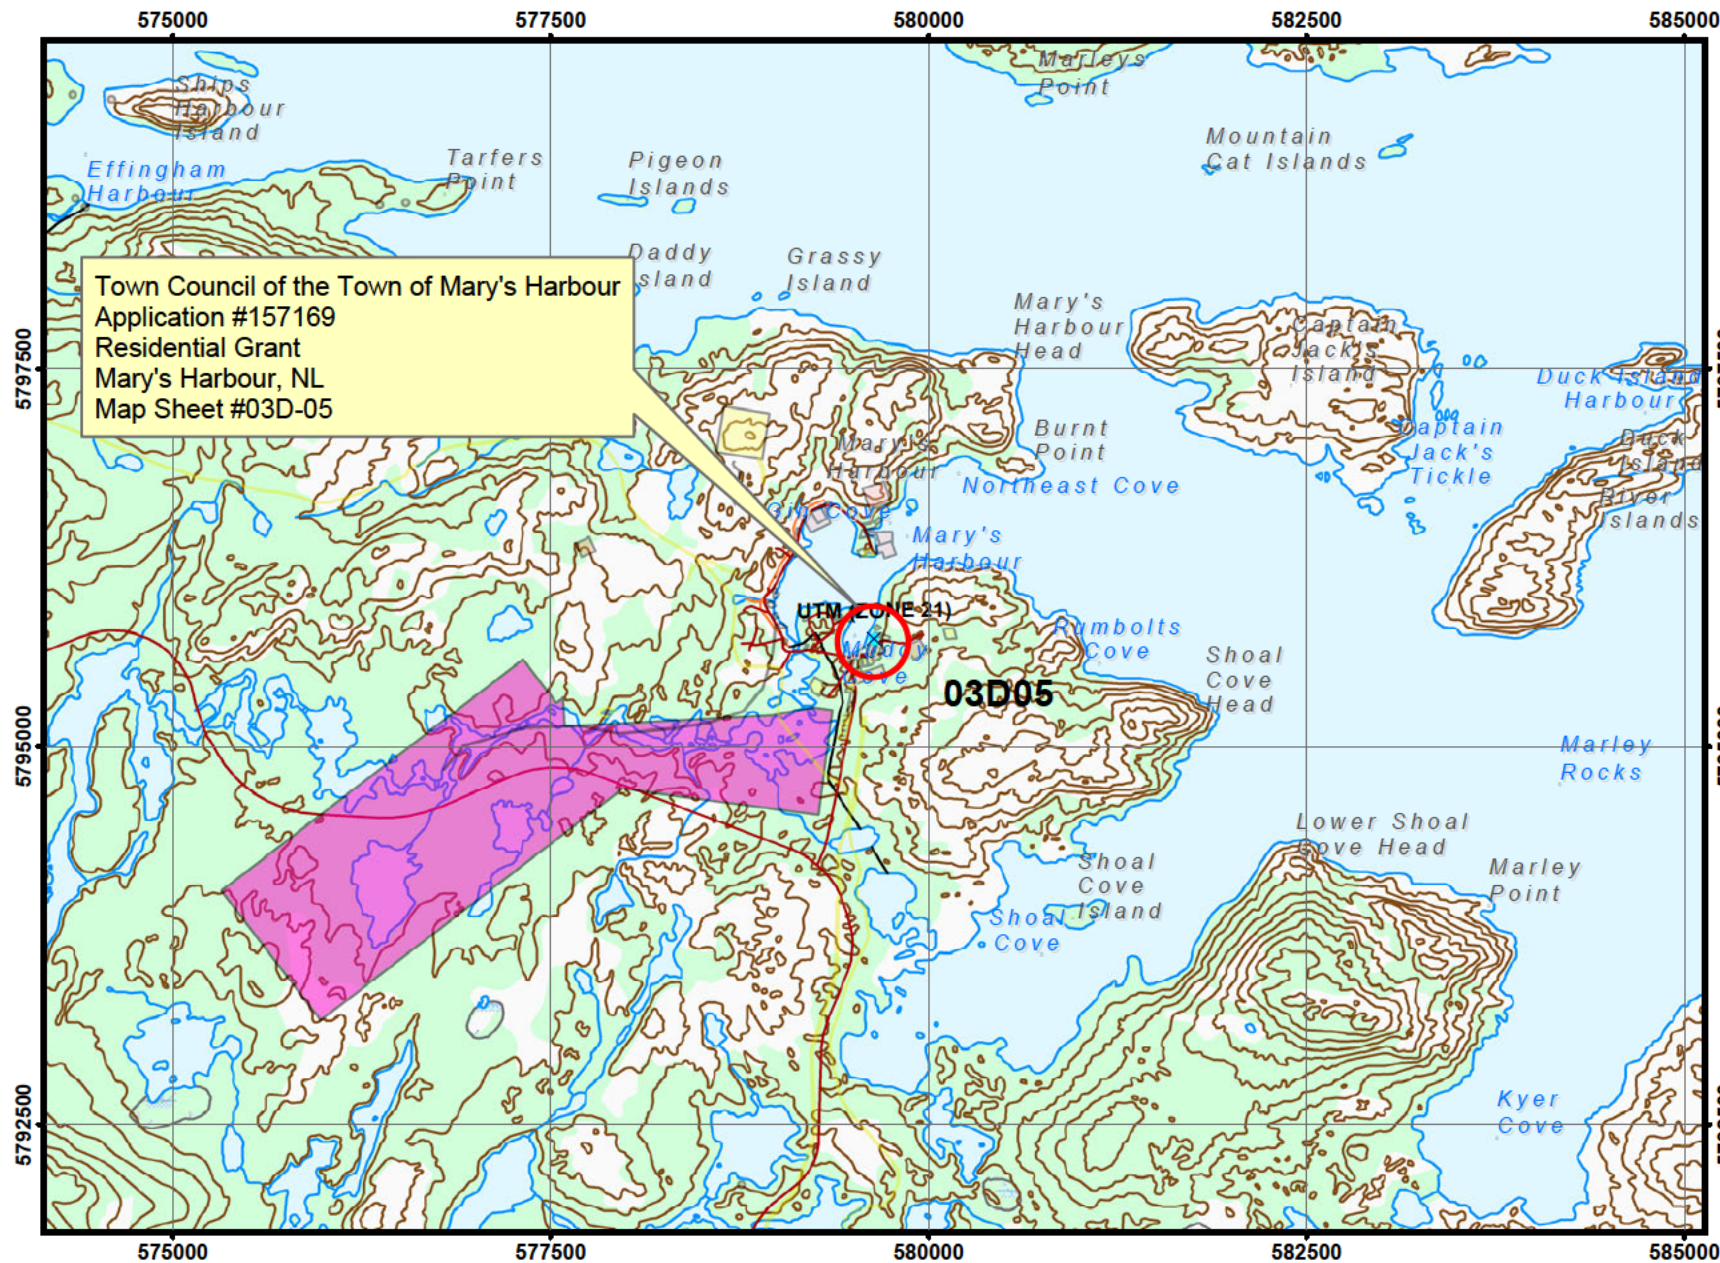 575000 577500 580000 582500 585000
Ships
Harbour
Island
Effingham
Harbour
Tarfers
Point
Pigeon
Islands
Marleys
Point
Mountain
Cat Islands
Daddy
Island
Grassy
Island
Town Council of the Town of Mary's Harbour
Application #157169
Residential Grant
Mary's Harbour, NL
Map Sheet #03D-05
Mary's
Harbour
Head
Captain
Jack's
Island
Duck Island
Harbour
5797500
Burnt
Point
Mary's
Harbour
Northeast Cove
Captain
Jack's
Tickle
Duck
Island
River
Islands
Gin Cove
Mary's
Harbour
UTM (ZONE 21)
Muddy
Cove
Rumbolts
Cove
Shoal
Cove
Head
03D05
5795000
Marley
Rocks
Lower Shoal
Cove Head
Marley
Point
Shoal
Cove
Island
Shoal
Cove
Kyer
Cove
5792500
575000 577500 580000 582500 585000